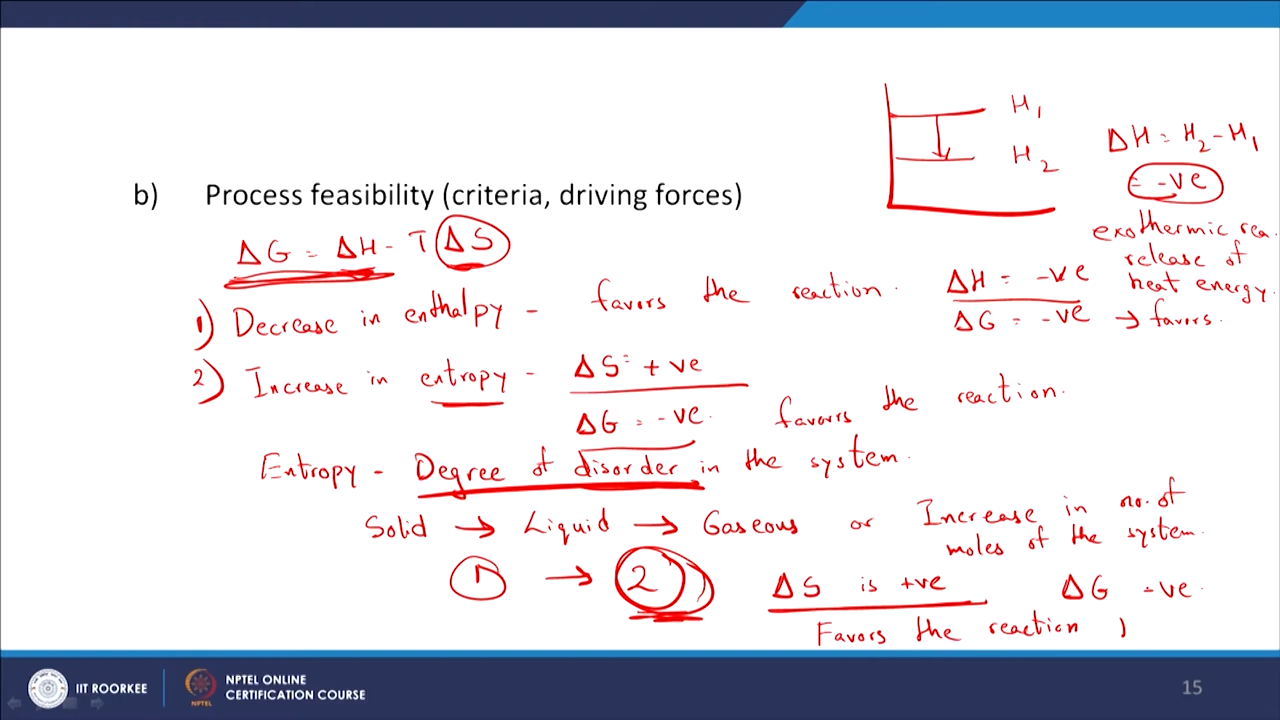 b) Process feasibility (criteria, driving forces)
H1
H2
ΔH = H2 - H1
= -ve
exothermic rea.
release of
heat energy.
ΔG = ΔH - TΔS
1) Decrease in enthalpy - favors the reaction.
ΔH = -ve
ΔG = -ve → favors.
2) Increase in entropy - ΔS = +ve
ΔG = -ve. favors the reaction.
Entropy - Degree of disorder in the system.
Solid → Liquid → Gaseous or Increase in no. of
moles of the system.
1 → 2
ΔS is +ve ΔG -ve.
Favors the reaction
IIT ROORKEE
NPTEL ONLINE
CERTIFICATION COURSE
NPTEL
15